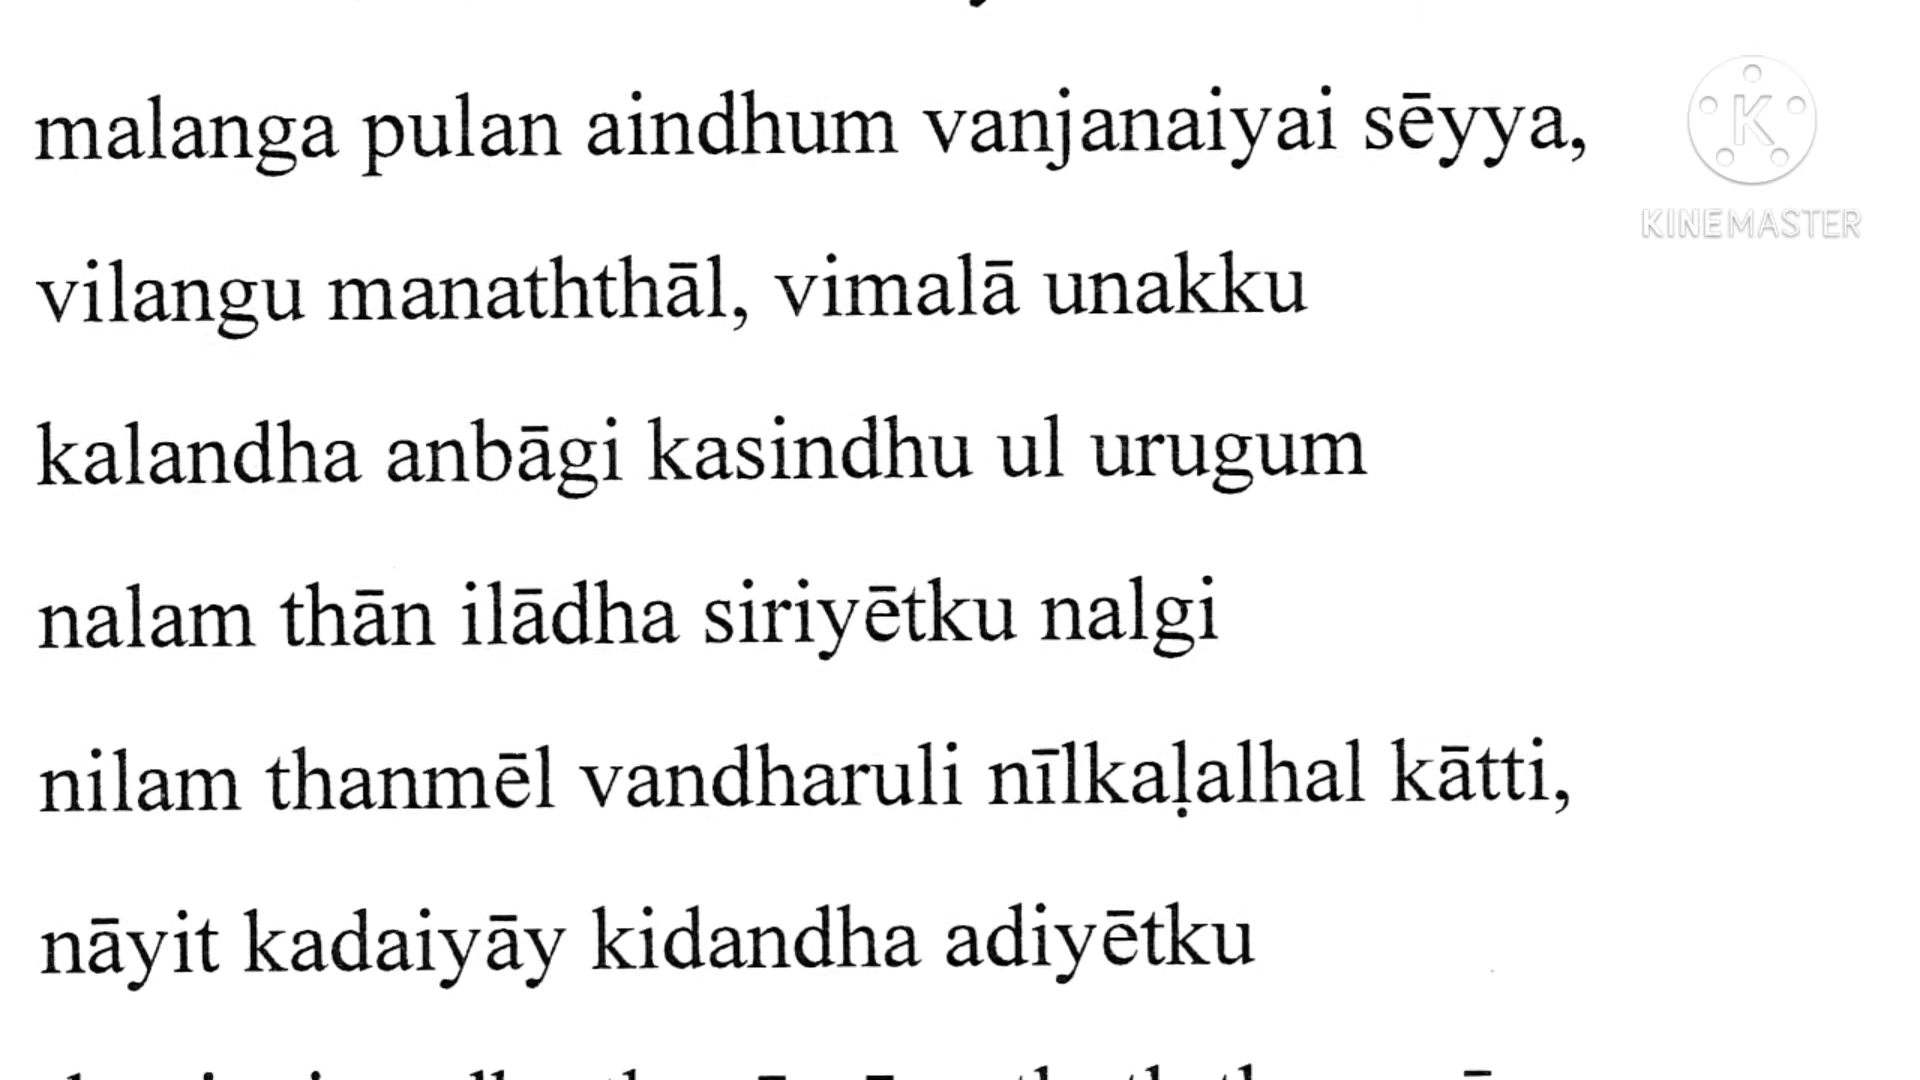 malanga pulan aindhum vanjanaiyai sēyya,
K
KINEMASTER
vilangu manaththāl, vimalā unakku
kalandha anbāgi kasindhu ul urugum
nalam thān ilādha siriyētku nalgi
nilam thanmēl vandharuli nīlkaḷalhal kātti,
nāyit kadaiyāy kidandha adiyētku